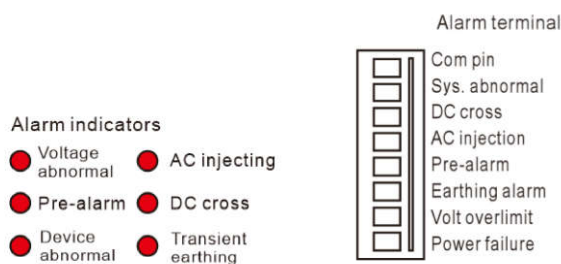 Alarm terminal
Com pin
Sys. abnormal
DC cross
AC injection
Pre-alarm
Earthing alarm
Volt overlimit
Power failure
Alarm indicators
Voltage
abnormal
AC injecting
Pre-alarm
DC cross
Device
abnormal
Transient
earthing